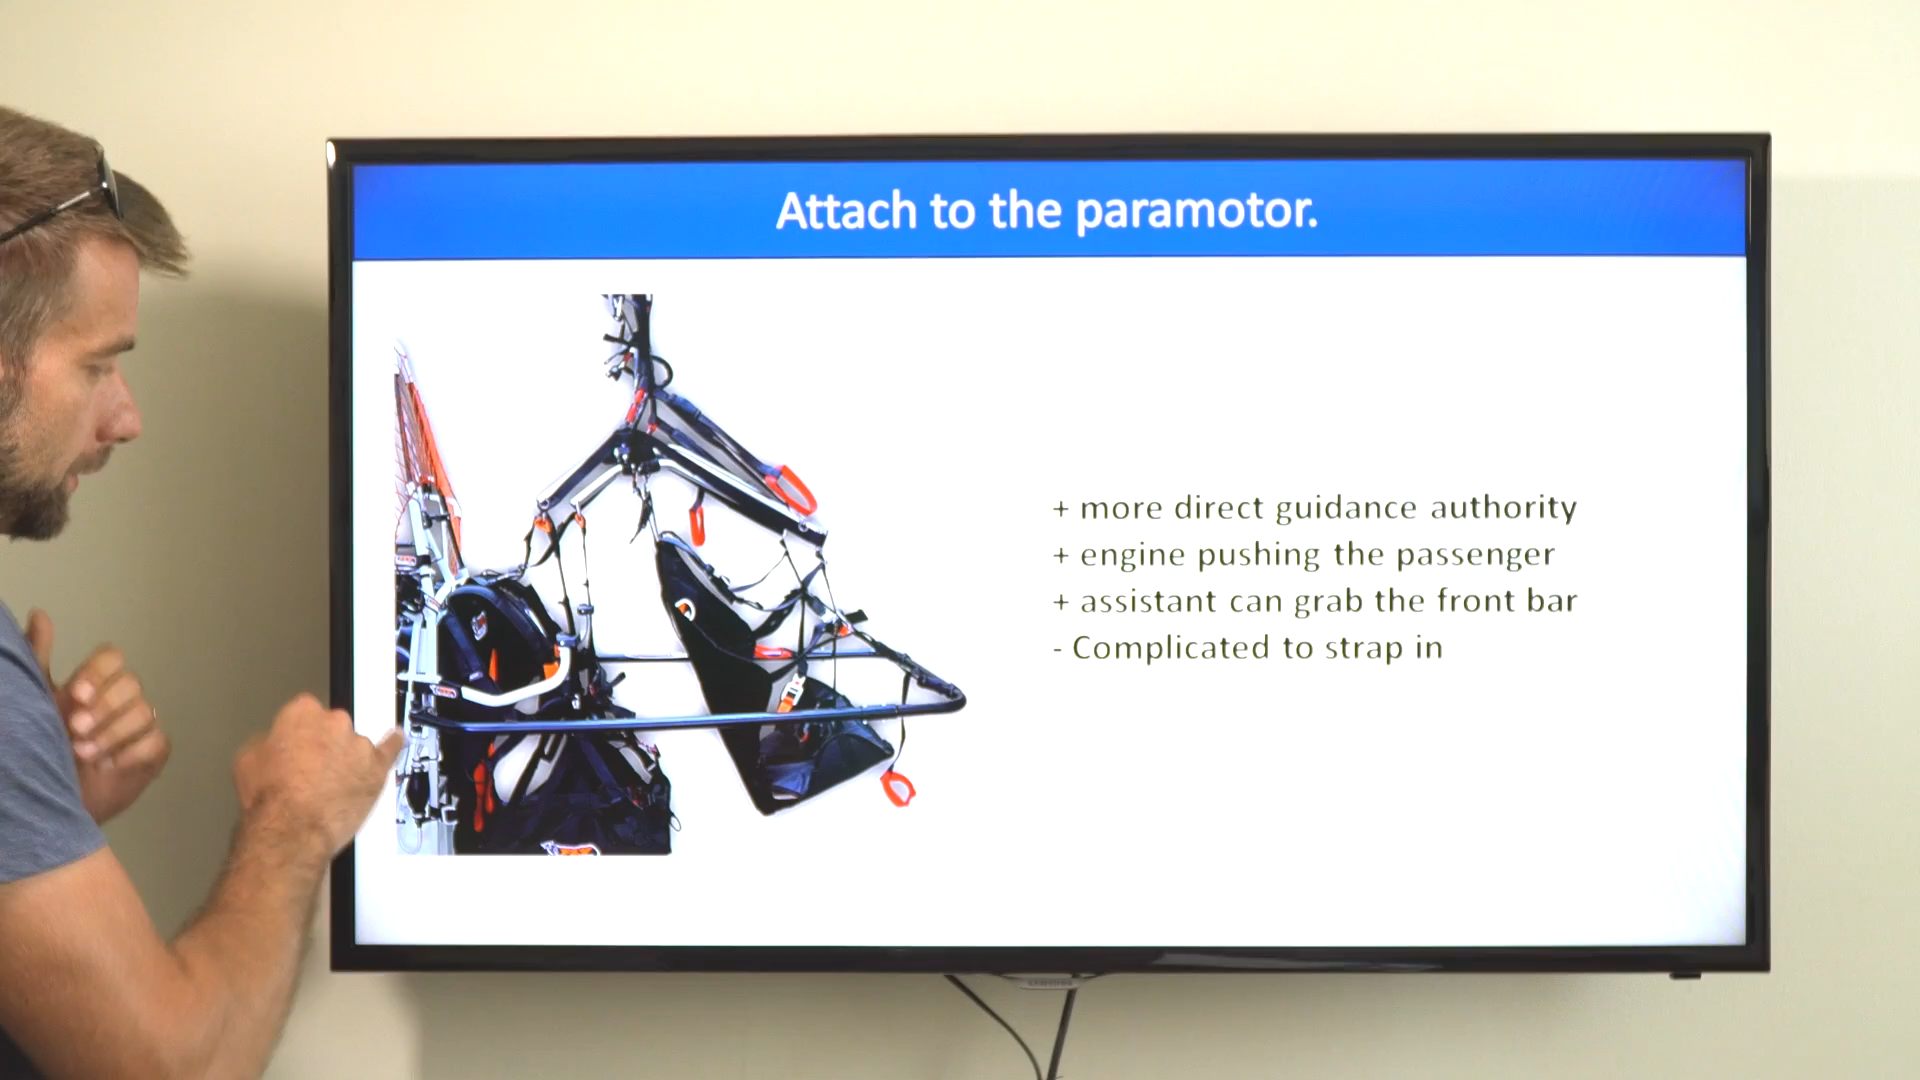 Attach to the paramotor.
+ more direct guidance authority
+ engine pushing the passenger
+ assistant can grab the front bar
- Complicated to strap in
SAMSUNG